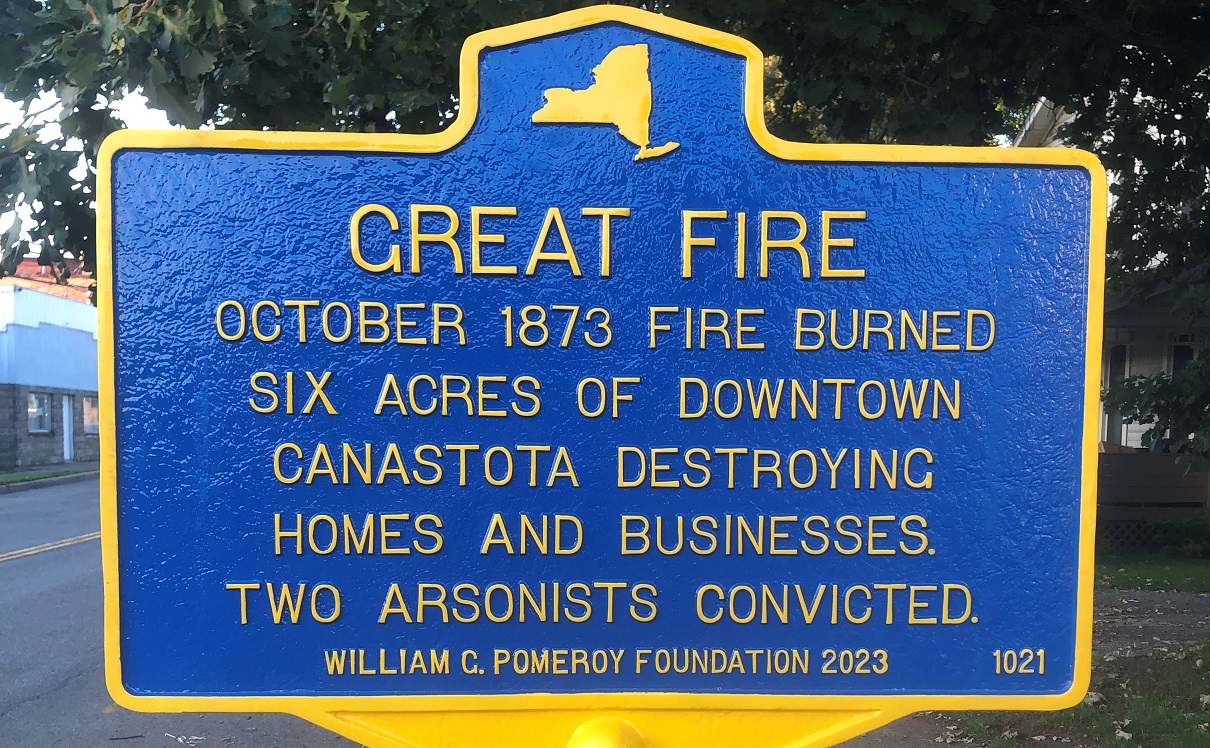 GREAT FIRE
OCTOBER 1873 FIRE BURNED
SIX ACRES OF DOWNTOWN
CANASTOTA DESTROYING
HOMES AND BUSINESSES.
TWO ARSONISTS CONVICTED.
WILLIAM G. POMEROY FOUNDATION 2023 1021